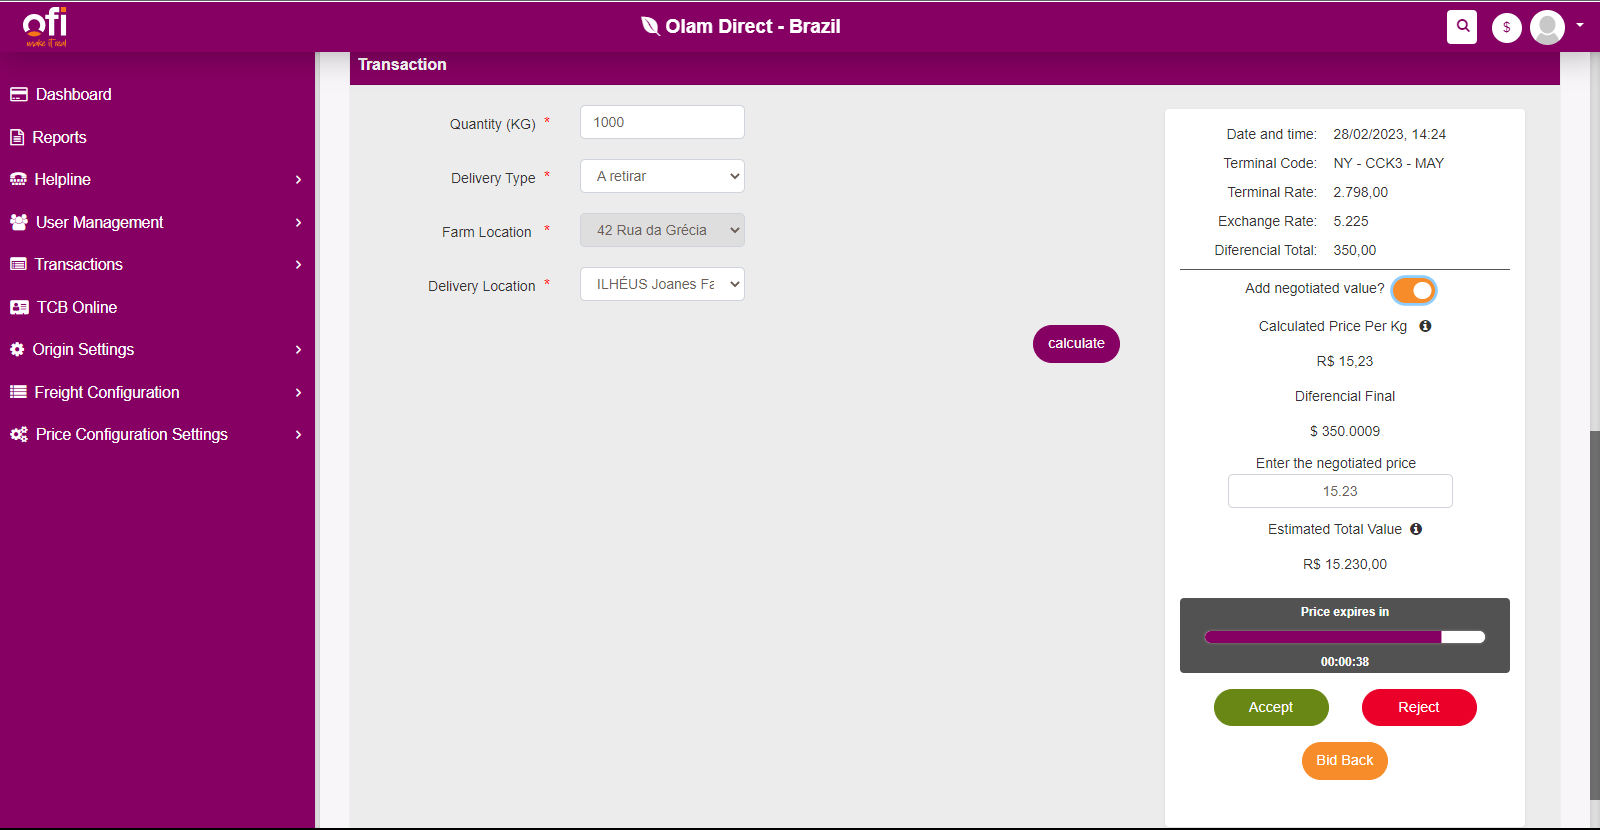 ofi
make it real
Olam Direct - Brazil
$
Dashboard
Reports
Helpline
User Management
Transactions
TCB Online
Origin Settings
Freight Configuration
Price Configuration Settings
Transaction
Quantity (KG) *
1000
Delivery Type *
A retirar
Farm Location *
42 Rua da Grécia
Delivery Location *
ILHÉUS Joanes Fa
calculate
Date and time: 28/02/2023, 14:24
Terminal Code: NY - CCK3 - MAY
Terminal Rate: 2.798,00
Exchange Rate: 5.225
Diferencial Total: 350,00
Add negotiated value?
Calculated Price Per Kg
R$ 15,23
Diferencial Final
$ 350.0009
Enter the negotiated price
15.23
Estimated Total Value
R$ 15.230,00
Price expires in
00:00:38
Accept
Reject
Bid Back